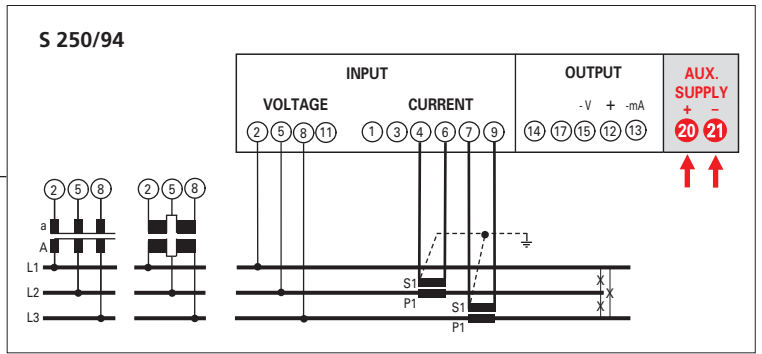 S 250/94
INPUT
OUTPUT
AUX.
SUPPLY
VOLTAGE
CURRENT
- V + -mA
+ –
2 5 8 11 1 3 4 6 7 9 14 17 15 12 13 20 21
2 5 8 2 5 8
a
A
L1
L2
L3
S1
P1
S1
P1
X
X
X